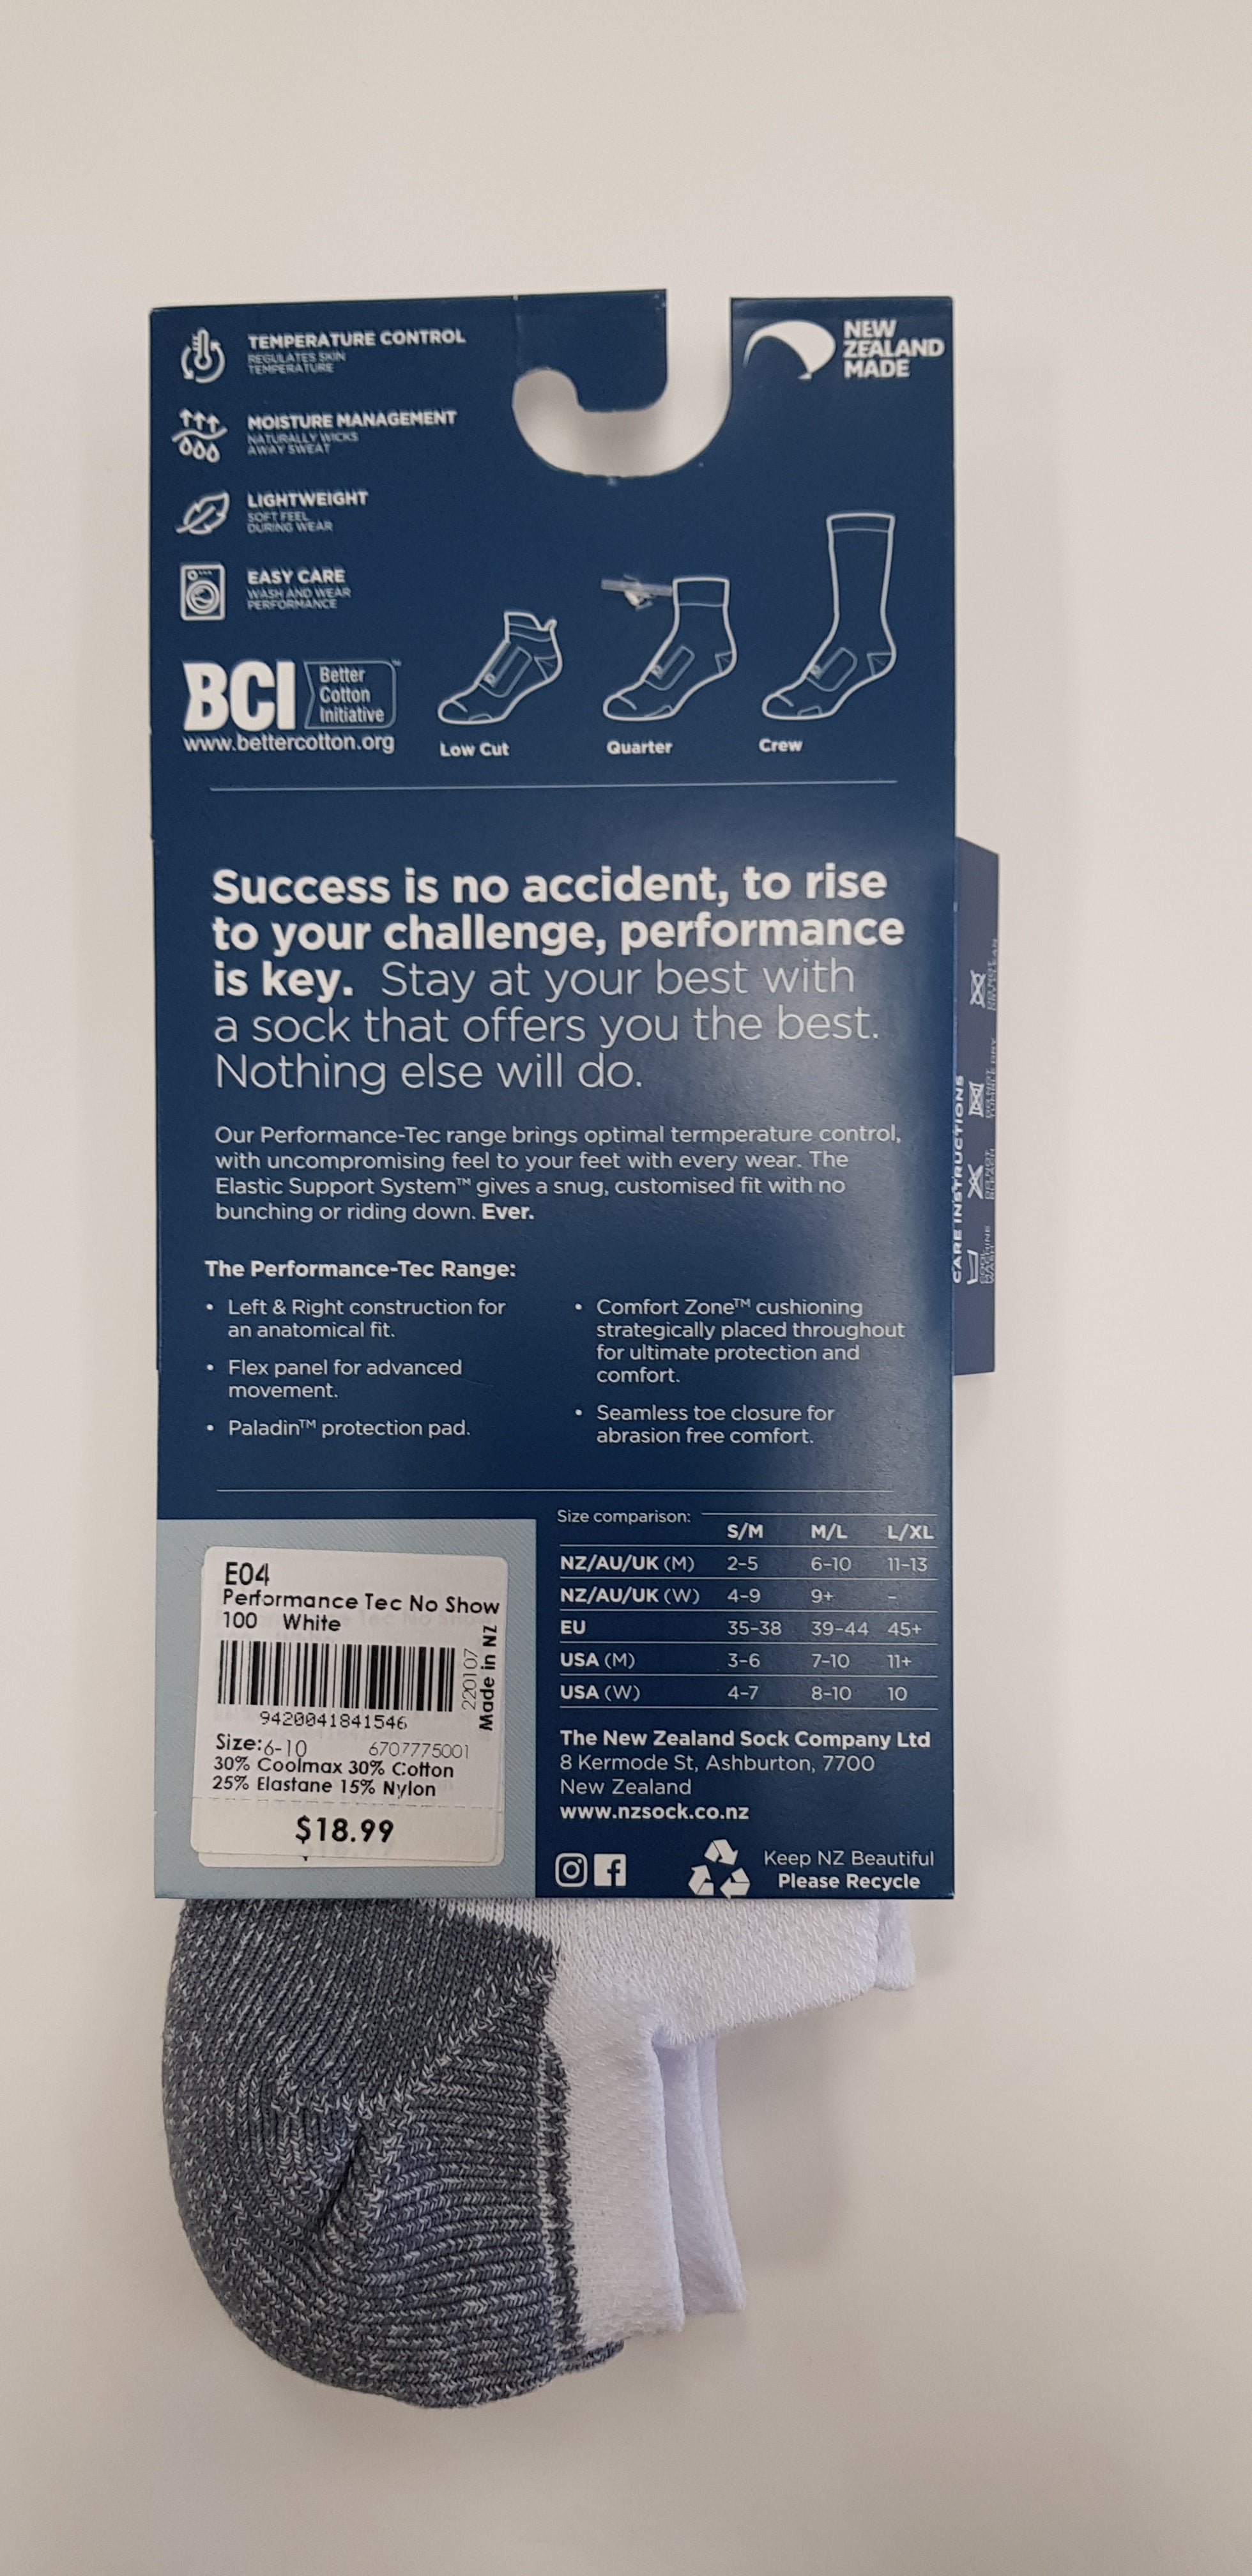 TEMPERATURE CONTROL
REGULATES SKIN
TEMPERATURE
MOISTURE MANAGEMENT
NATURALLY WICKS
AWAY SWEAT
LIGHTWEIGHT
SOFT FEEL
DURING WEAR
EASY CARE
WASH AND WEAR
PERFORMANCE
NEW
ZEALAND
MADE
BCI
Better
Cotton
Initiative
www.bettercotton.org
Low Cut
Quarter
Crew
Success is no accident, to rise
to your challenge, performance
is key. Stay at your best with
a sock that offers you the best.
Nothing else will do.
Our Performance-Tec range brings optimal termperature control,
with uncompromising feel to your feet with every wear. The
Elastic Support System™ gives a snug, customised fit with no
bunching or riding down. Ever.
The Performance-Tec Range:
• Left & Right construction for
an anatomical fit.
• Flex panel for advanced
movement.
• Paladin™ protection pad.
• Comfort Zone™ cushioning
strategically placed throughout
for ultimate protection and
comfort.
• Seamless toe closure for
abrasion free comfort.
CARE INSTRUCTIONS
E04
Performance Tec No Show
100 White
220107
Made in NZ
9420041841546
Size:6-10 6707775001
30% Coolmax 30% Cotton
25% Elastane 15% Nylon
$18.99
Size comparison:
S/M M/L L/XL
NZ/AU/UK (M) 2-5 6-10 11-13
NZ/AU/UK (W) 4-9 9+ -
EU 35-38 39-44 45+
USA (M) 3-6 7-10 11+
USA (W) 4-7 8-10 10
The New Zealand Sock Company Ltd
8 Kermode St, Ashburton, 7700
New Zealand
www.nzsock.co.nz
Keep NZ Beautiful
Please Recycle